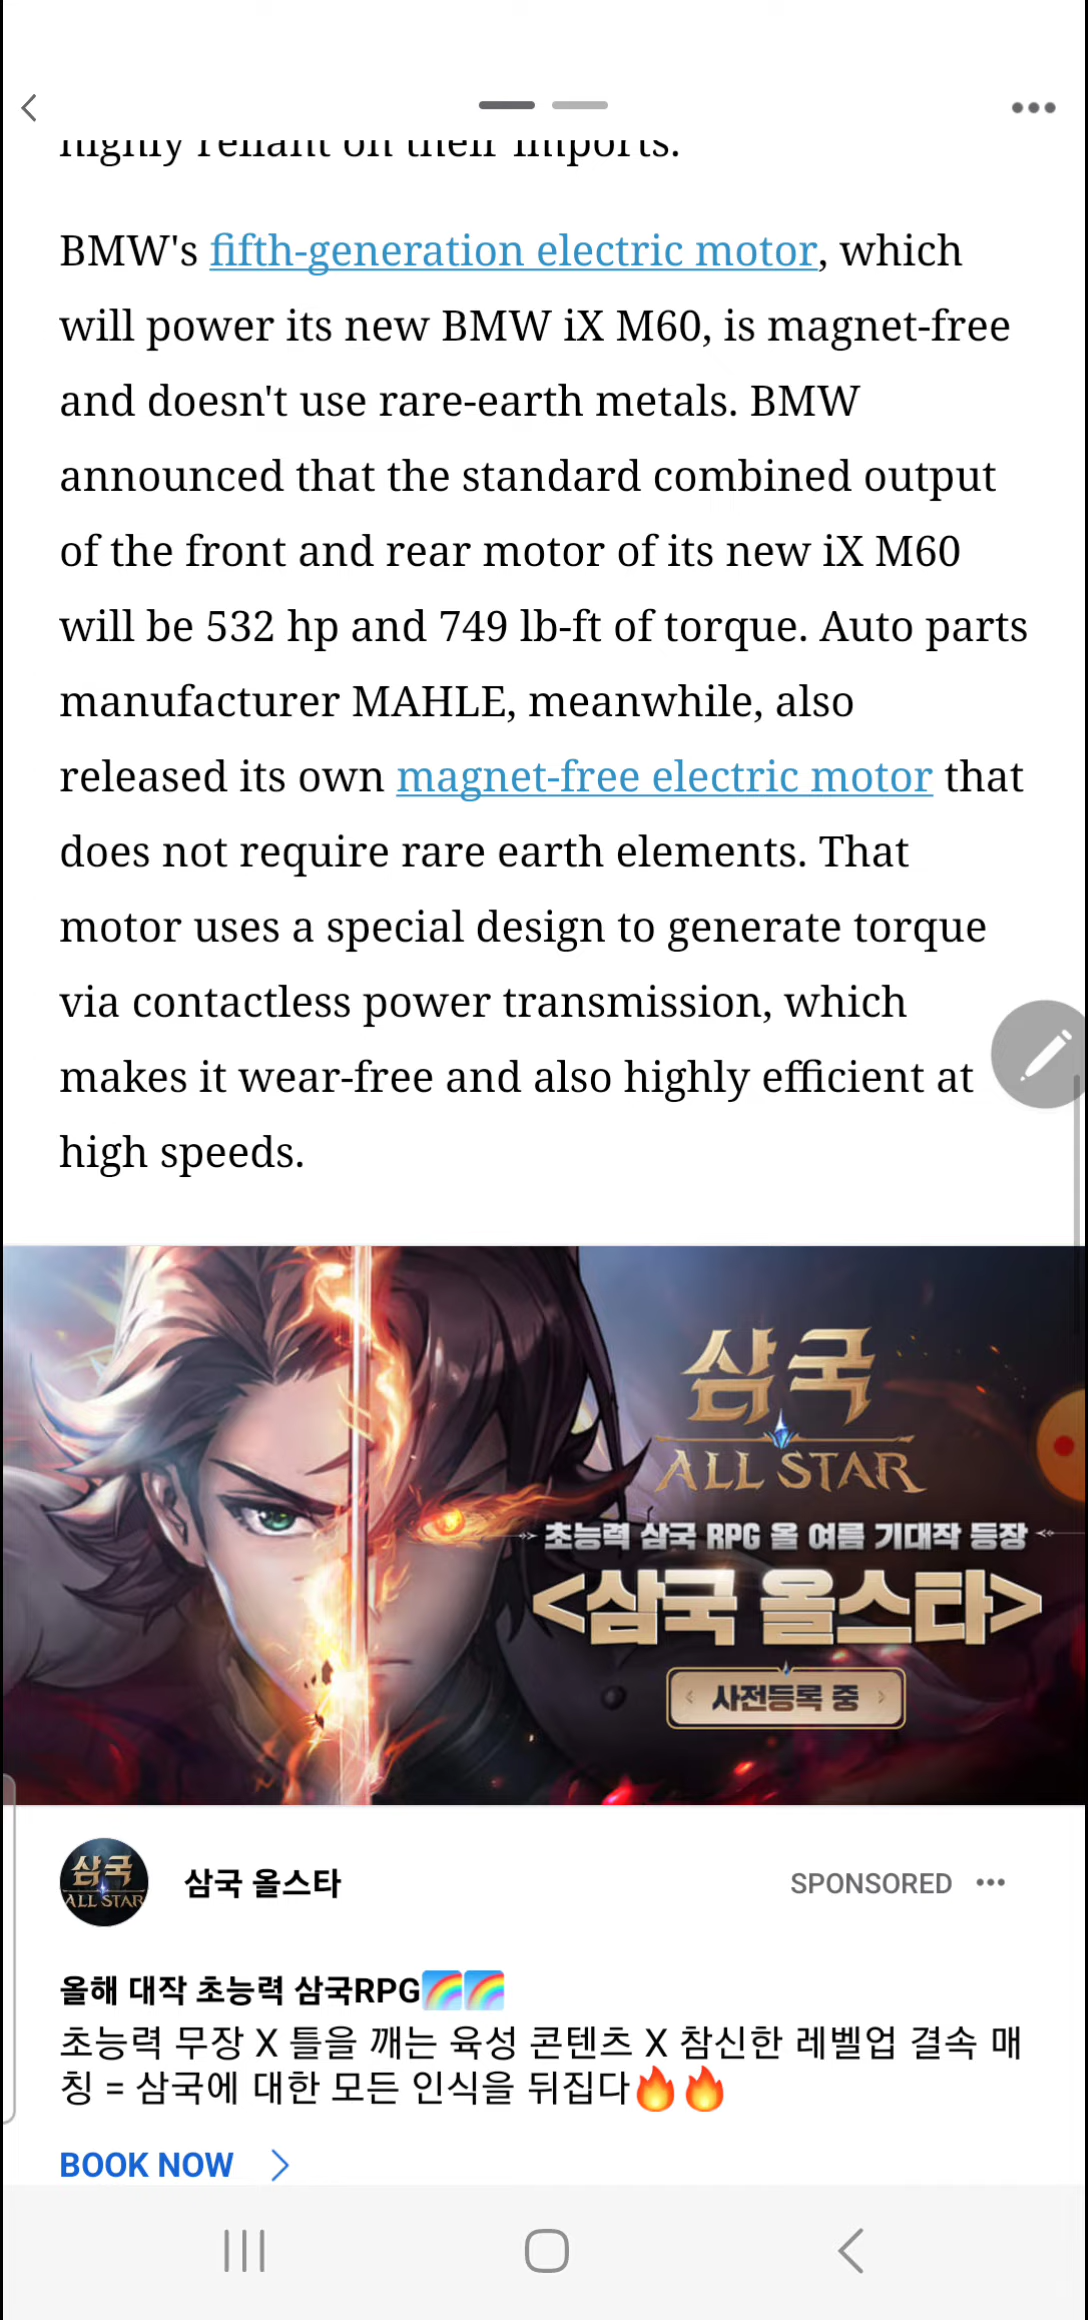 highly reliant on their imports.
BMW's fifth-generation electric motor, which
will power its new BMW iX M60, is magnet-free
and doesn't use rare-earth metals. BMW
announced that the standard combined output
of the front and rear motor of its new iX M60
will be 532 hp and 749 lb-ft of torque. Auto parts
manufacturer MAHLE, meanwhile, also
released its own magnet-free electric motor that
does not require rare earth elements. That
motor uses a special design to generate torque
via contactless power transmission, which
makes it wear-free and also highly efficient at
high speeds.
삼국
ALL STAR
초능력 삼국 RPG 올 여름 기대작 등장
<삼국 올스타>
사전등록 중
삼국
ALL STAR
삼국 올스타
SPONSORED
올해 대작 초능력 삼국RPG🌈🌈
초능력 무장 X 틀을 깨는 육성 콘텐츠 X 참신한 레벨업 결속 매
칭 = 삼국에 대한 모든 인식을 뒤집다🔥🔥
BOOK NOW